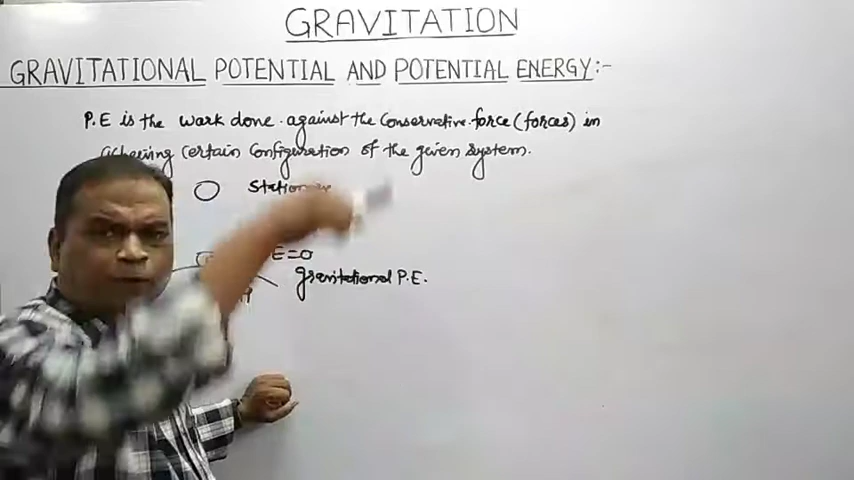 GRAVITATION
GRAVITATIONAL POTENTIAL AND POTENTIAL ENERGY:-
P.E is the work done against the Conservative force (forces) in
certain configuration of the given system.
E=0
gravitational P.E.